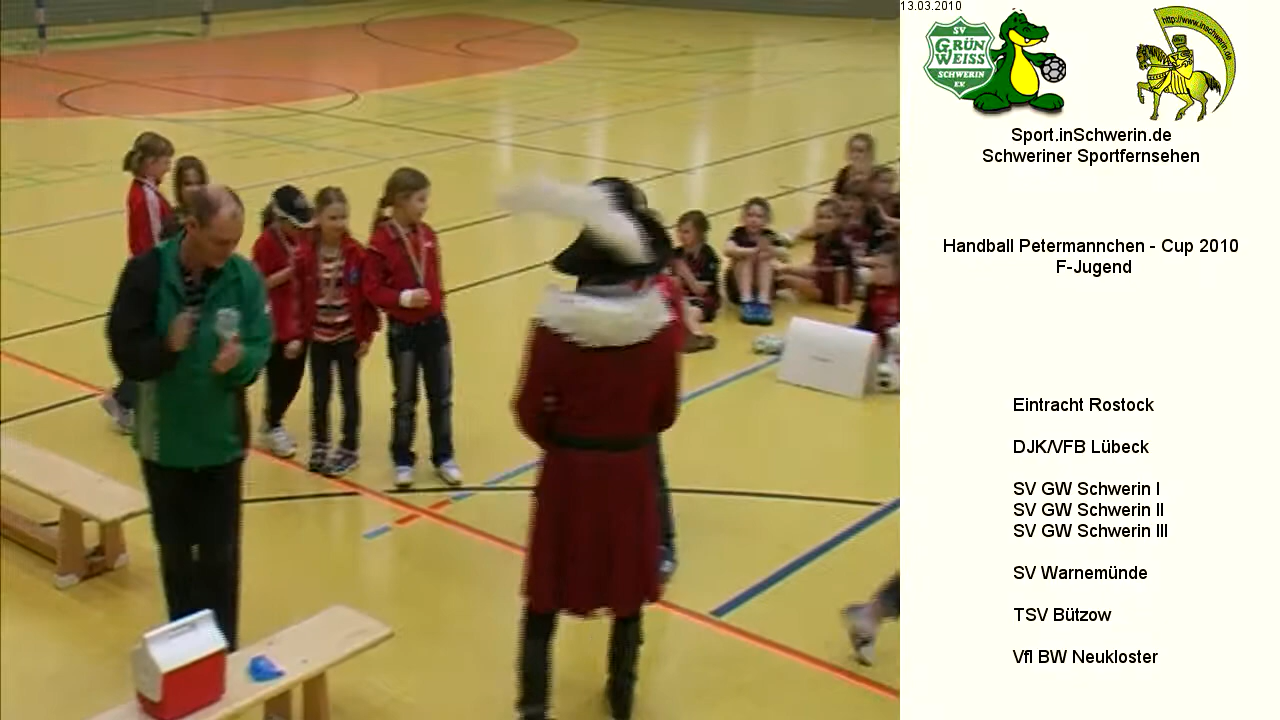 13.03.2010
SV
GRÜN
WEISS
SCHWERIN
EV.
http://www.inschwerin.de
Sport.inSchwerin.de
Schweriner Sportfernsehen
Handball Petermannchen - Cup 2010
F-Jugend
Eintracht Rostock
DJK/VFB Lübeck
SV GW Schwerin I
SV GW Schwerin II
SV GW Schwerin III
SV Warnemünde
TSV Bützow
Vfl BW Neukloster